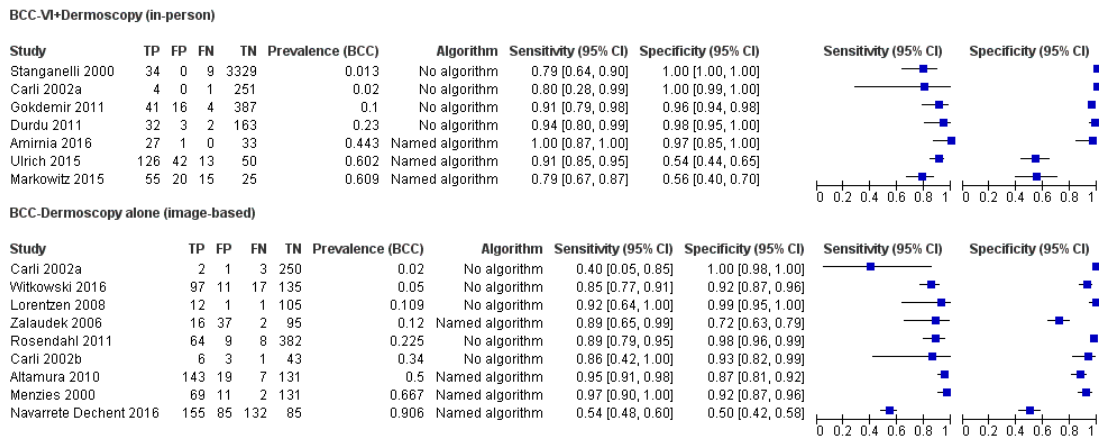 BCC-VI+Dermoscopy (in-person)
Study TP FP FN TN Prevalence (BCC) Algorithm Sensitivity (95% CI) Specificity (95% CI) Sensitivity (95% CI) Specificity (95% CI)
Stanganelli 2000 34 0 9 3329 0.013 No algorithm 0.79 [0.64, 0.90] 1.00 [1.00, 1.00]
Carli 2002a 4 0 1 251 0.02 No algorithm 0.80 [0.28, 0.99] 1.00 [0.99, 1.00]
Gokdemir 2011 41 16 4 387 0.1 No algorithm 0.91 [0.79, 0.98] 0.96 [0.94, 0.98]
Durdu 2011 32 3 2 163 0.23 No algorithm 0.94 [0.80, 0.99] 0.98 [0.95, 1.00]
Amirnia 2016 27 1 0 33 0.443 Named algorithm 1.00 [0.87, 1.00] 0.97 [0.85, 1.00]
Ulrich 2015 126 42 13 50 0.602 Named algorithm 0.91 [0.85, 0.95] 0.54 [0.44, 0.65]
Markowitz 2015 55 20 15 25 0.609 Named algorithm 0.79 [0.67, 0.87] 0.56 [0.40, 0.70]
0 0.2 0.4 0.6 0.8 1 0 0.2 0.4 0.6 0.8 1
BCC-Dermoscopy alone (image-based)
Study TP FP FN TN Prevalence (BCC) Algorithm Sensitivity (95% CI) Specificity (95% CI) Sensitivity (95% CI) Specificity (95% CI)
Carli 2002a 2 1 3 250 0.02 No algorithm 0.40 [0.05, 0.85] 1.00 [0.98, 1.00]
Witkowski 2016 97 11 17 135 0.05 No algorithm 0.85 [0.77, 0.91] 0.92 [0.87, 0.96]
Lorentzen 2008 12 1 1 105 0.109 No algorithm 0.92 [0.64, 1.00] 0.99 [0.95, 1.00]
Zalaudek 2006 16 37 2 95 0.12 Named algorithm 0.89 [0.65, 0.99] 0.72 [0.63, 0.79]
Rosendahl 2011 64 9 8 382 0.225 No algorithm 0.89 [0.79, 0.95] 0.98 [0.96, 0.99]
Carli 2002b 6 3 1 43 0.34 No algorithm 0.86 [0.42, 1.00] 0.93 [0.82, 0.99]
Altamura 2010 143 19 7 131 0.5 Named algorithm 0.95 [0.91, 0.98] 0.87 [0.81, 0.92]
Menzies 2000 69 11 2 131 0.667 Named algorithm 0.97 [0.90, 1.00] 0.92 [0.87, 0.96]
Navarrete Dechent 2016 155 85 132 85 0.906 Named algorithm 0.54 [0.48, 0.60] 0.50 [0.42, 0.58]
0 0.2 0.4 0.6 0.8 1 0 0.2 0.4 0.6 0.8 1